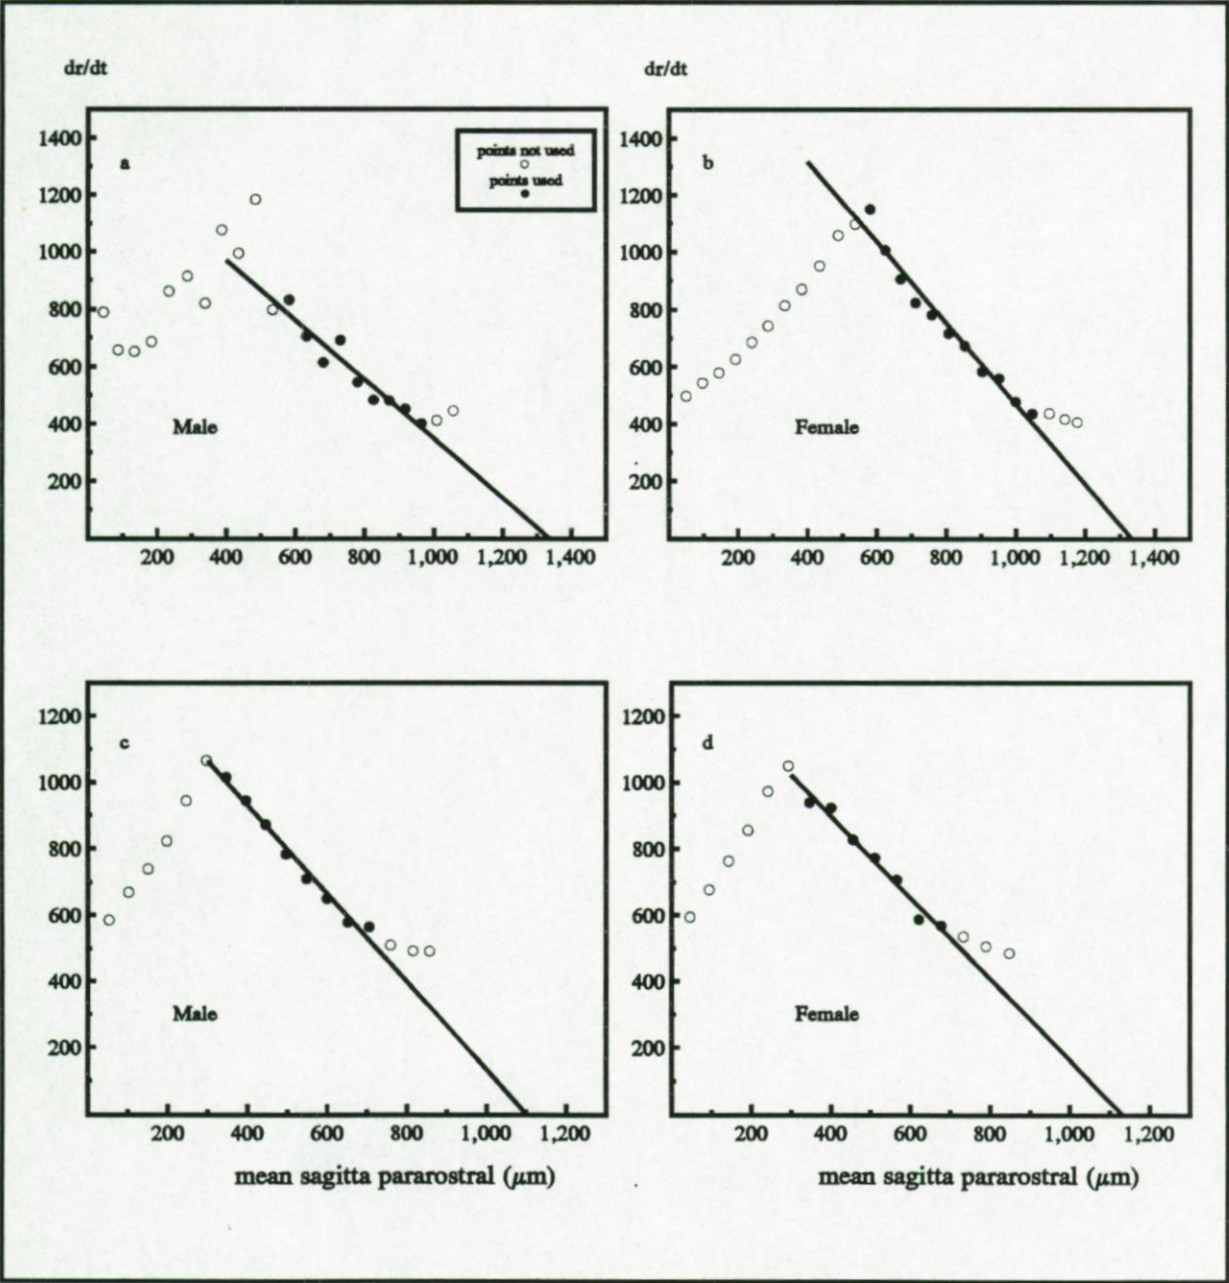 dr/dt
1400
1200
1000
800
600
400
200
a
points not used
points used
Male
200 400 600 800 1,000 1,200 1,400
dr/dt
1400
1200
1000
800
600
400
200
b
Female
200 400 600 800 1,000 1,200 1,400
1200
1000
800
600
400
200
c
Male
200 400 600 800 1,000 1,200
mean sagitta pararostral (μm)
1200
1000
800
600
400
200
d
Female
200 400 600 800 1,000 1,200
mean sagitta pararostral (μm)